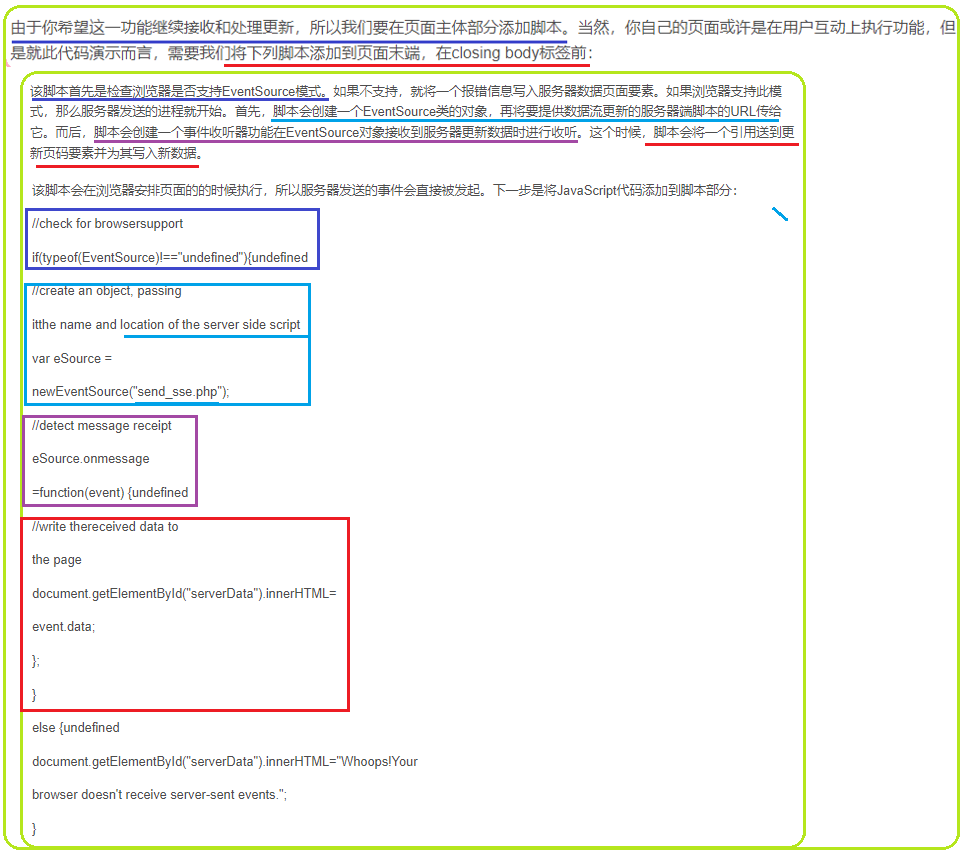 由于你希望这一功能继续接收和处理更新，所以我们要在页面主体部分添加脚本。当然，你自己的页面或许是在用户互动上执行功能，但
是就此代码演示而言，需要我们将下列脚本添加到页面末端，在closing body标签前：
该脚本首先是检查浏览器是否支持EventSource模式。如果不支持，就将一个报错信息写入服务器数据页面要素。如果浏览器支持此模
式，那么服务器发送的进程就开始。首先，脚本会创建一个EventSource类的对象，再将要提供数据流更新的服务器端脚本的URL传给
它。而后，脚本会创建一个事件收听器功能在EventSource对象接收到服务器更新数据时进行收听。这个时候，脚本会将一个引用送到更
新页码要素并为其写入新数据。
该脚本会在浏览器安排页面的的时候执行，所以服务器发送的事件会直接被发起。下一步是将JavaScript代码添加到脚本部分：
//check for browsersupport
if(typeof(EventSource)!=="undefined"){undefined
//create an object, passing
itthe name and location of the server side script
var eSource =
newEventSource("send_sse.php");
//detect message receipt
eSource.onmessage
=function(event) {undefined
//write thereceived data to
the page
document.getElementById("serverData").innerHTML=
event.data;
};
}
else {undefined
document.getElementById("serverData").innerHTML="Whoops!Your
browser doesn't receive server-sent events.";
}